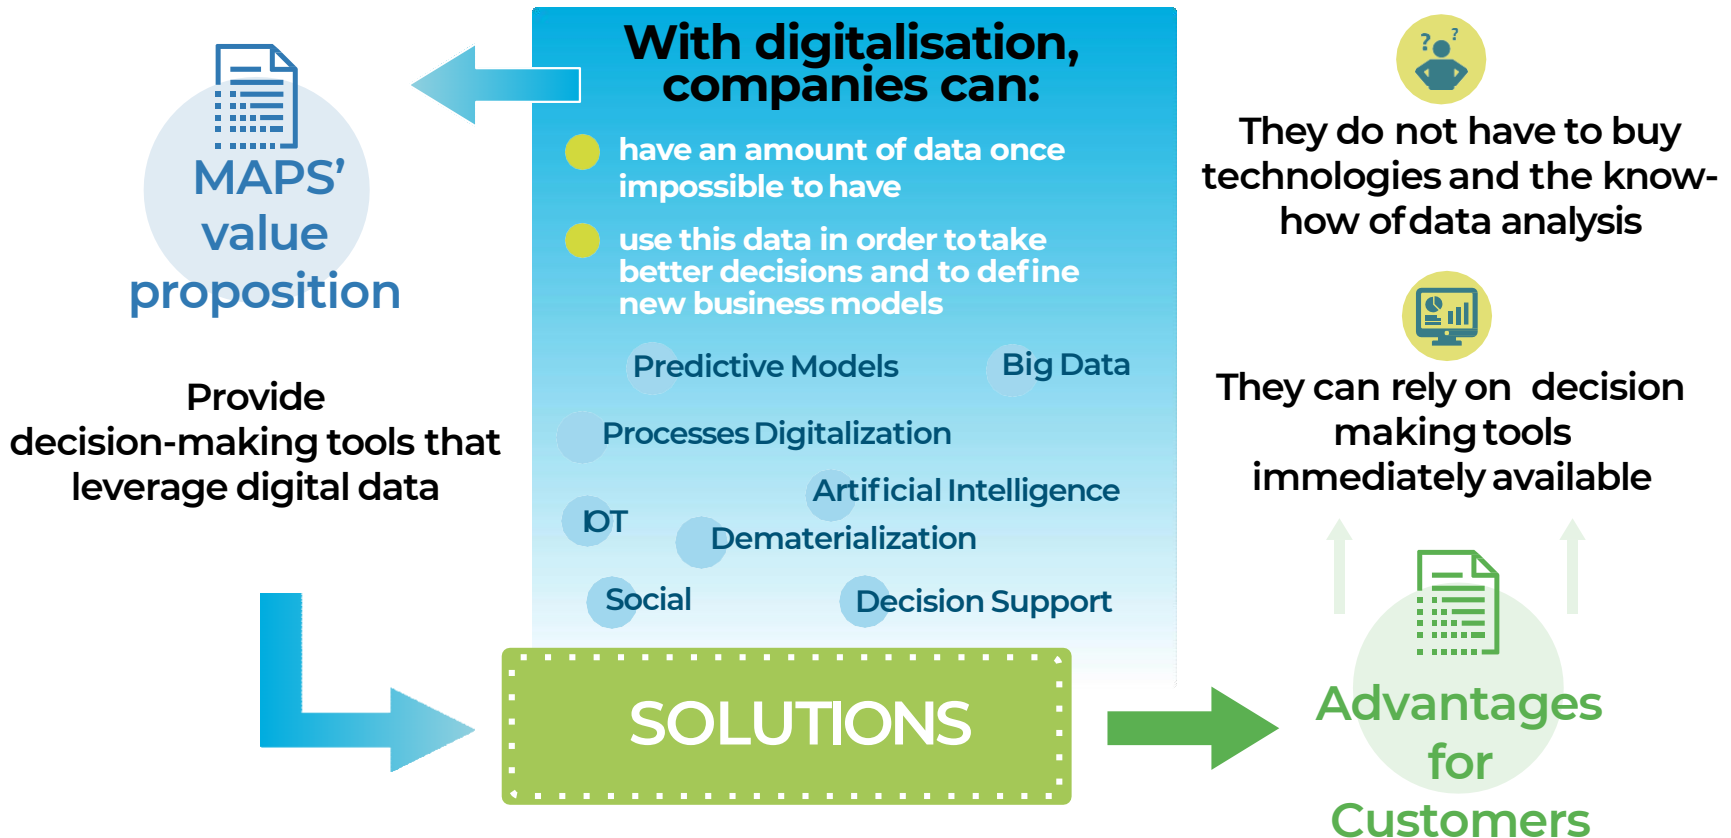 With digitalisation,
companies can:
have an amount of data once
impossible to have
use this data in order to take
better decisions and to define
new business models
Predictive Models
Big Data
Processes Digitalization
Artificial Intelligence
IOT
Dematerialization
Social
Decision Support
MAPS’
value
proposition
Provide
decision-making tools that
leverage digital data
SOLUTIONS
? ?
They do not have to buy
technologies and the know-
how of data analysis
They can rely on decision
making tools
immediately available
Advantages
for
Customers